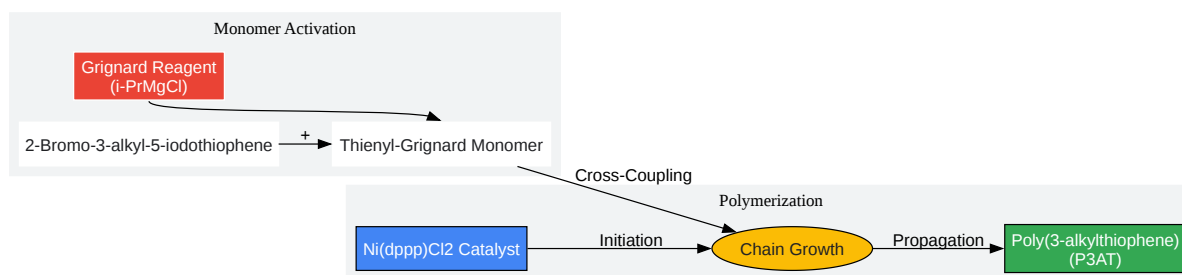 Monomer Activation
Grignard Reagent
(i-PrMgCl)
2-Bromo-3-alkyl-5-iodothiophene
+
Thienyl-Grignard Monomer
Cross-Coupling
Polymerization
Ni(dppp)Cl2 Catalyst
Initiation
Chain Growth
Propagation
Poly(3-alkylthiophene)
(P3AT)